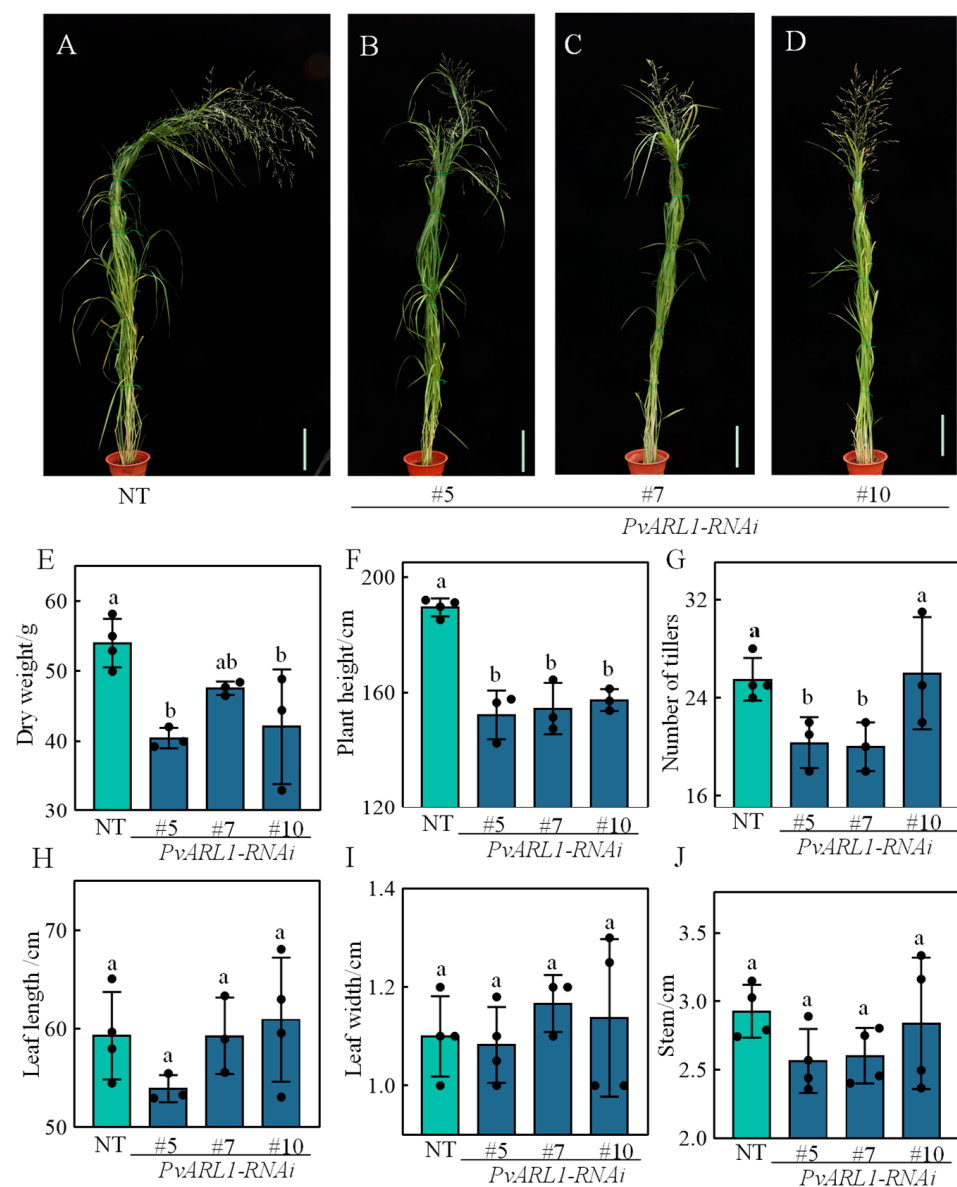 A
B
C
D
NT
#5
#7
#10
PvARL1-RNAi
E
Dry weight/g
60
50
40
30
a
b
ab
b
NT
#5
#7
#10
PvARL1-RNAi
F
Plant height/cm
200
160
120
a
b
b
b
NT
#5
#7
#10
PvARL1-RNAi
G
Number of tillers
32
24
16
a
b
b
a
NT
#5
#7
#10
PvARL1-RNAi
H
Leaf length /cm
70
60
50
a
a
a
a
NT
#5
#7
#10
PvARL1-RNAi
I
Leaf width/cm
1.4
1.2
1.0
a
a
a
a
NT
#5
#7
#10
PvARL1-RNAi
J
Stem/cm
3.5
3.0
2.5
2.0
a
a
a
a
NT
#5
#7
#10
PvARL1-RNAi